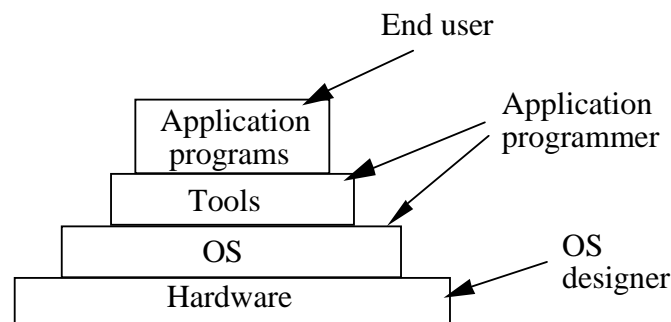 End user
Application
programs
Application
programmer
Tools
OS
OS
designer
Hardware